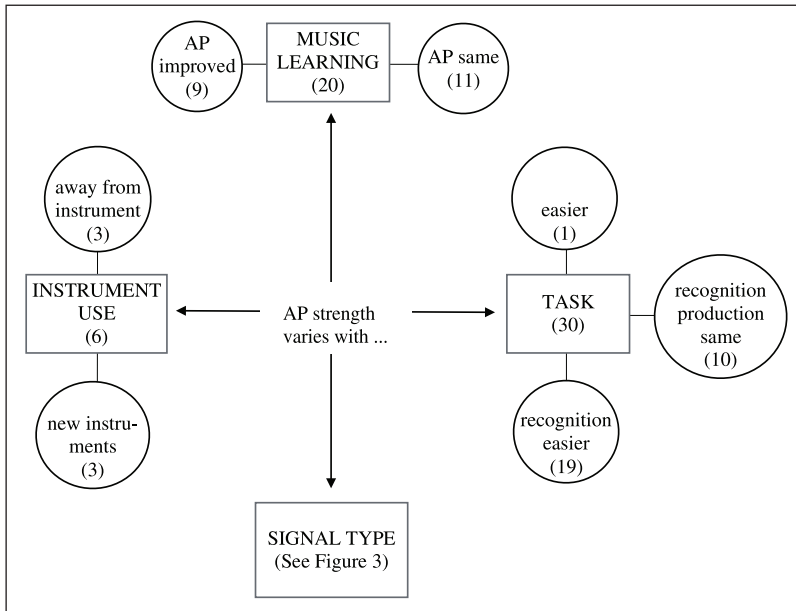 AP
improved
(9)
MUSIC
LEARNING
(20)
AP same
(11)
away from
instrument
(3)
INSTRUMENT
USE
(6)
new instru-
ments
(3)
AP strength
varies with ...
easier
(1)
TASK
(30)
recognition
production
same
(10)
recognition
easier
(19)
SIGNAL TYPE
(See Figure 3)